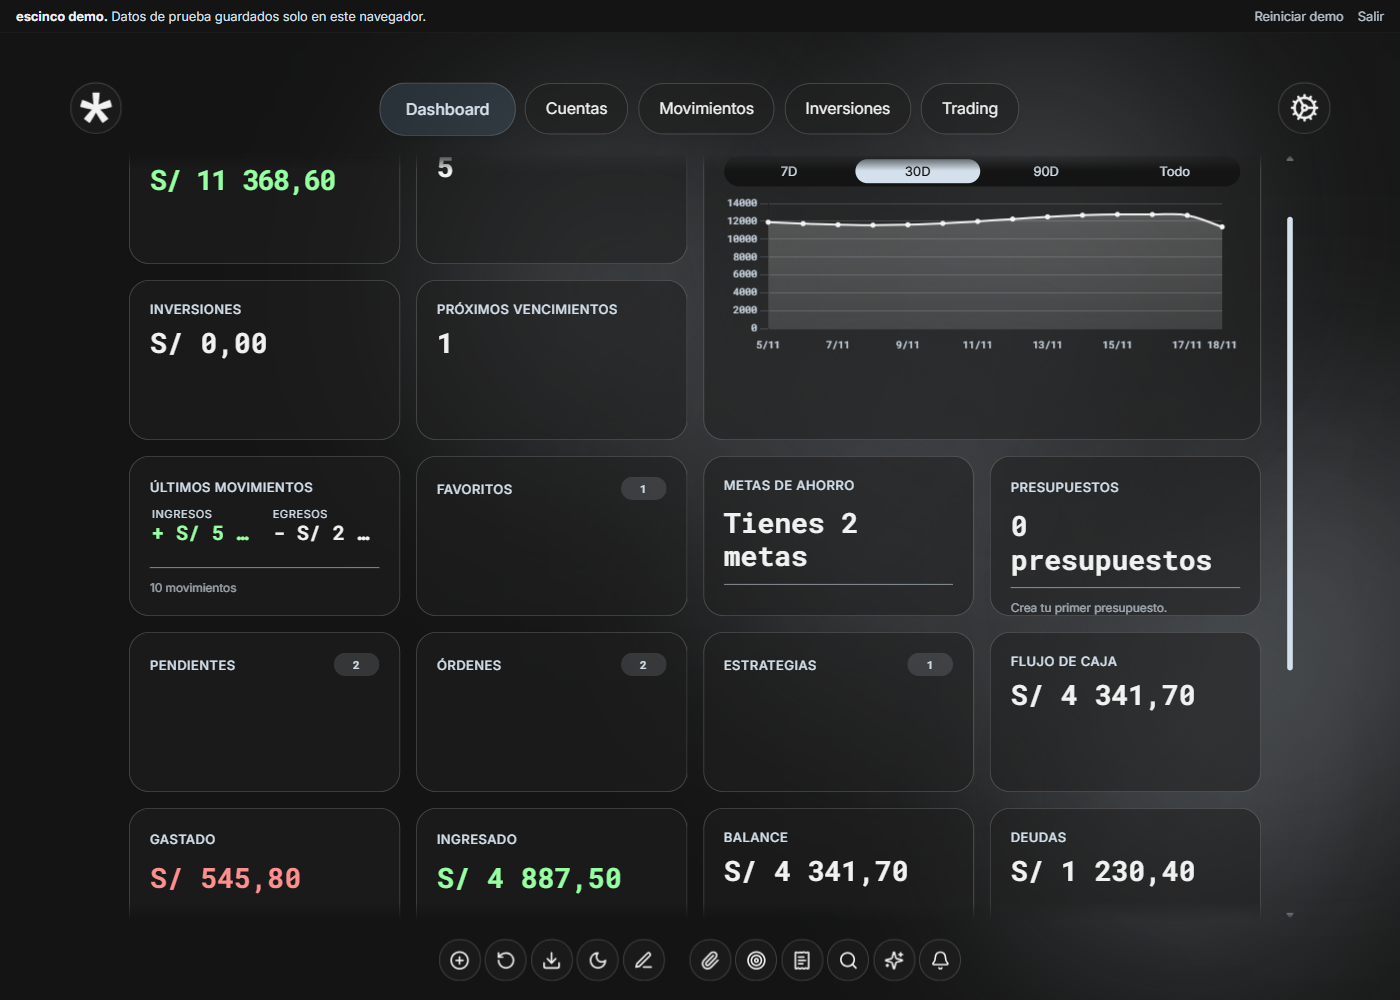 escinco demo. Datos de prueba guardados solo en este navegador.
Reiniciar demo
Salir
Dashboard
Cuentas
Movimientos
Inversiones
Trading
S/ 11 368,60
5
7D
30D
90D
Todo
14000
12000
10000
8000
6000
4000
2000
0
5/11
7/11
9/11
11/11
13/11
15/11
17/11
18/11
INVERSIONES
S/ 0,00
PRÓXIMOS VENCIMIENTOS
1
ÚLTIMOS MOVIMIENTOS
INGRESOS
+ S/ 5 …
EGRESOS
- S/ 2 …
10 movimientos
FAVORITOS
1
METAS DE AHORRO
Tienes 2
metas
PRESUPUESTOS
0
presupuestos
Crea tu primer presupuesto.
PENDIENTES
2
ÓRDENES
2
ESTRATEGIAS
1
FLUJO DE CAJA
S/ 4 341,70
GASTADO
S/ 545,80
INGRESADO
S/ 4 887,50
BALANCE
S/ 4 341,70
DEUDAS
S/ 1 230,40